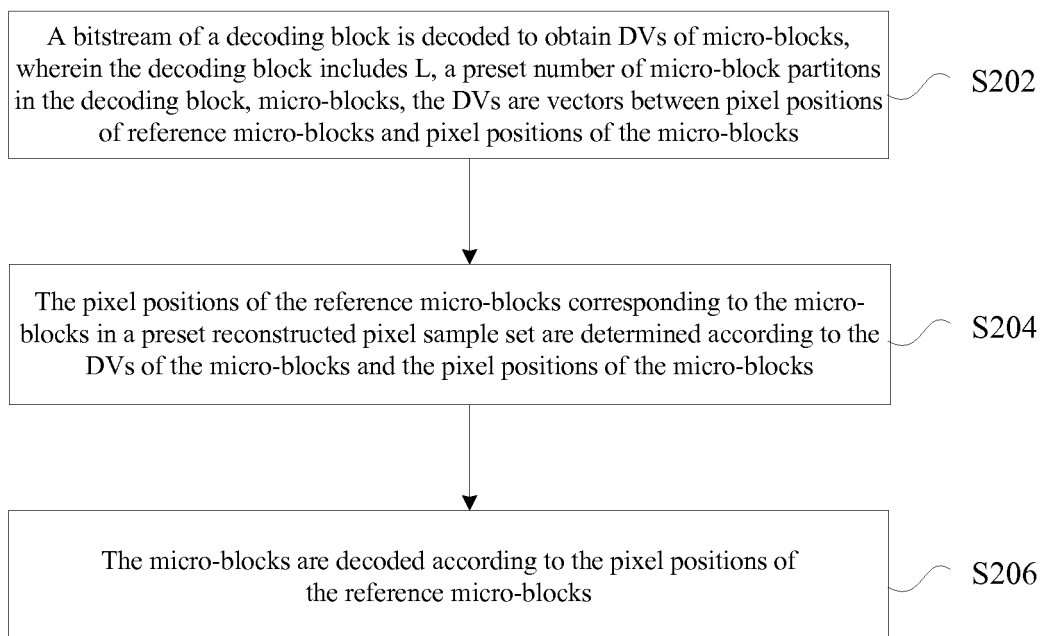 A bitstream of a decoding block is decoded to obtain DVs of micro-blocks,
wherein the decoding block includes L, a preset number of micro-block partitons
in the decoding block, micro-blocks, the DVs are vectors between pixel positions
of reference micro-blocks and pixel positions of the micro-blocks
S202
The pixel positions of the reference micro-blocks corresponding to the micro-
blocks in a preset reconstructed pixel sample set are determined according to the
DVs of the micro-blocks and the pixel positions of the micro-blocks
S204
The micro-blocks are decoded according to the pixel positions of
the reference micro-blocks
S206